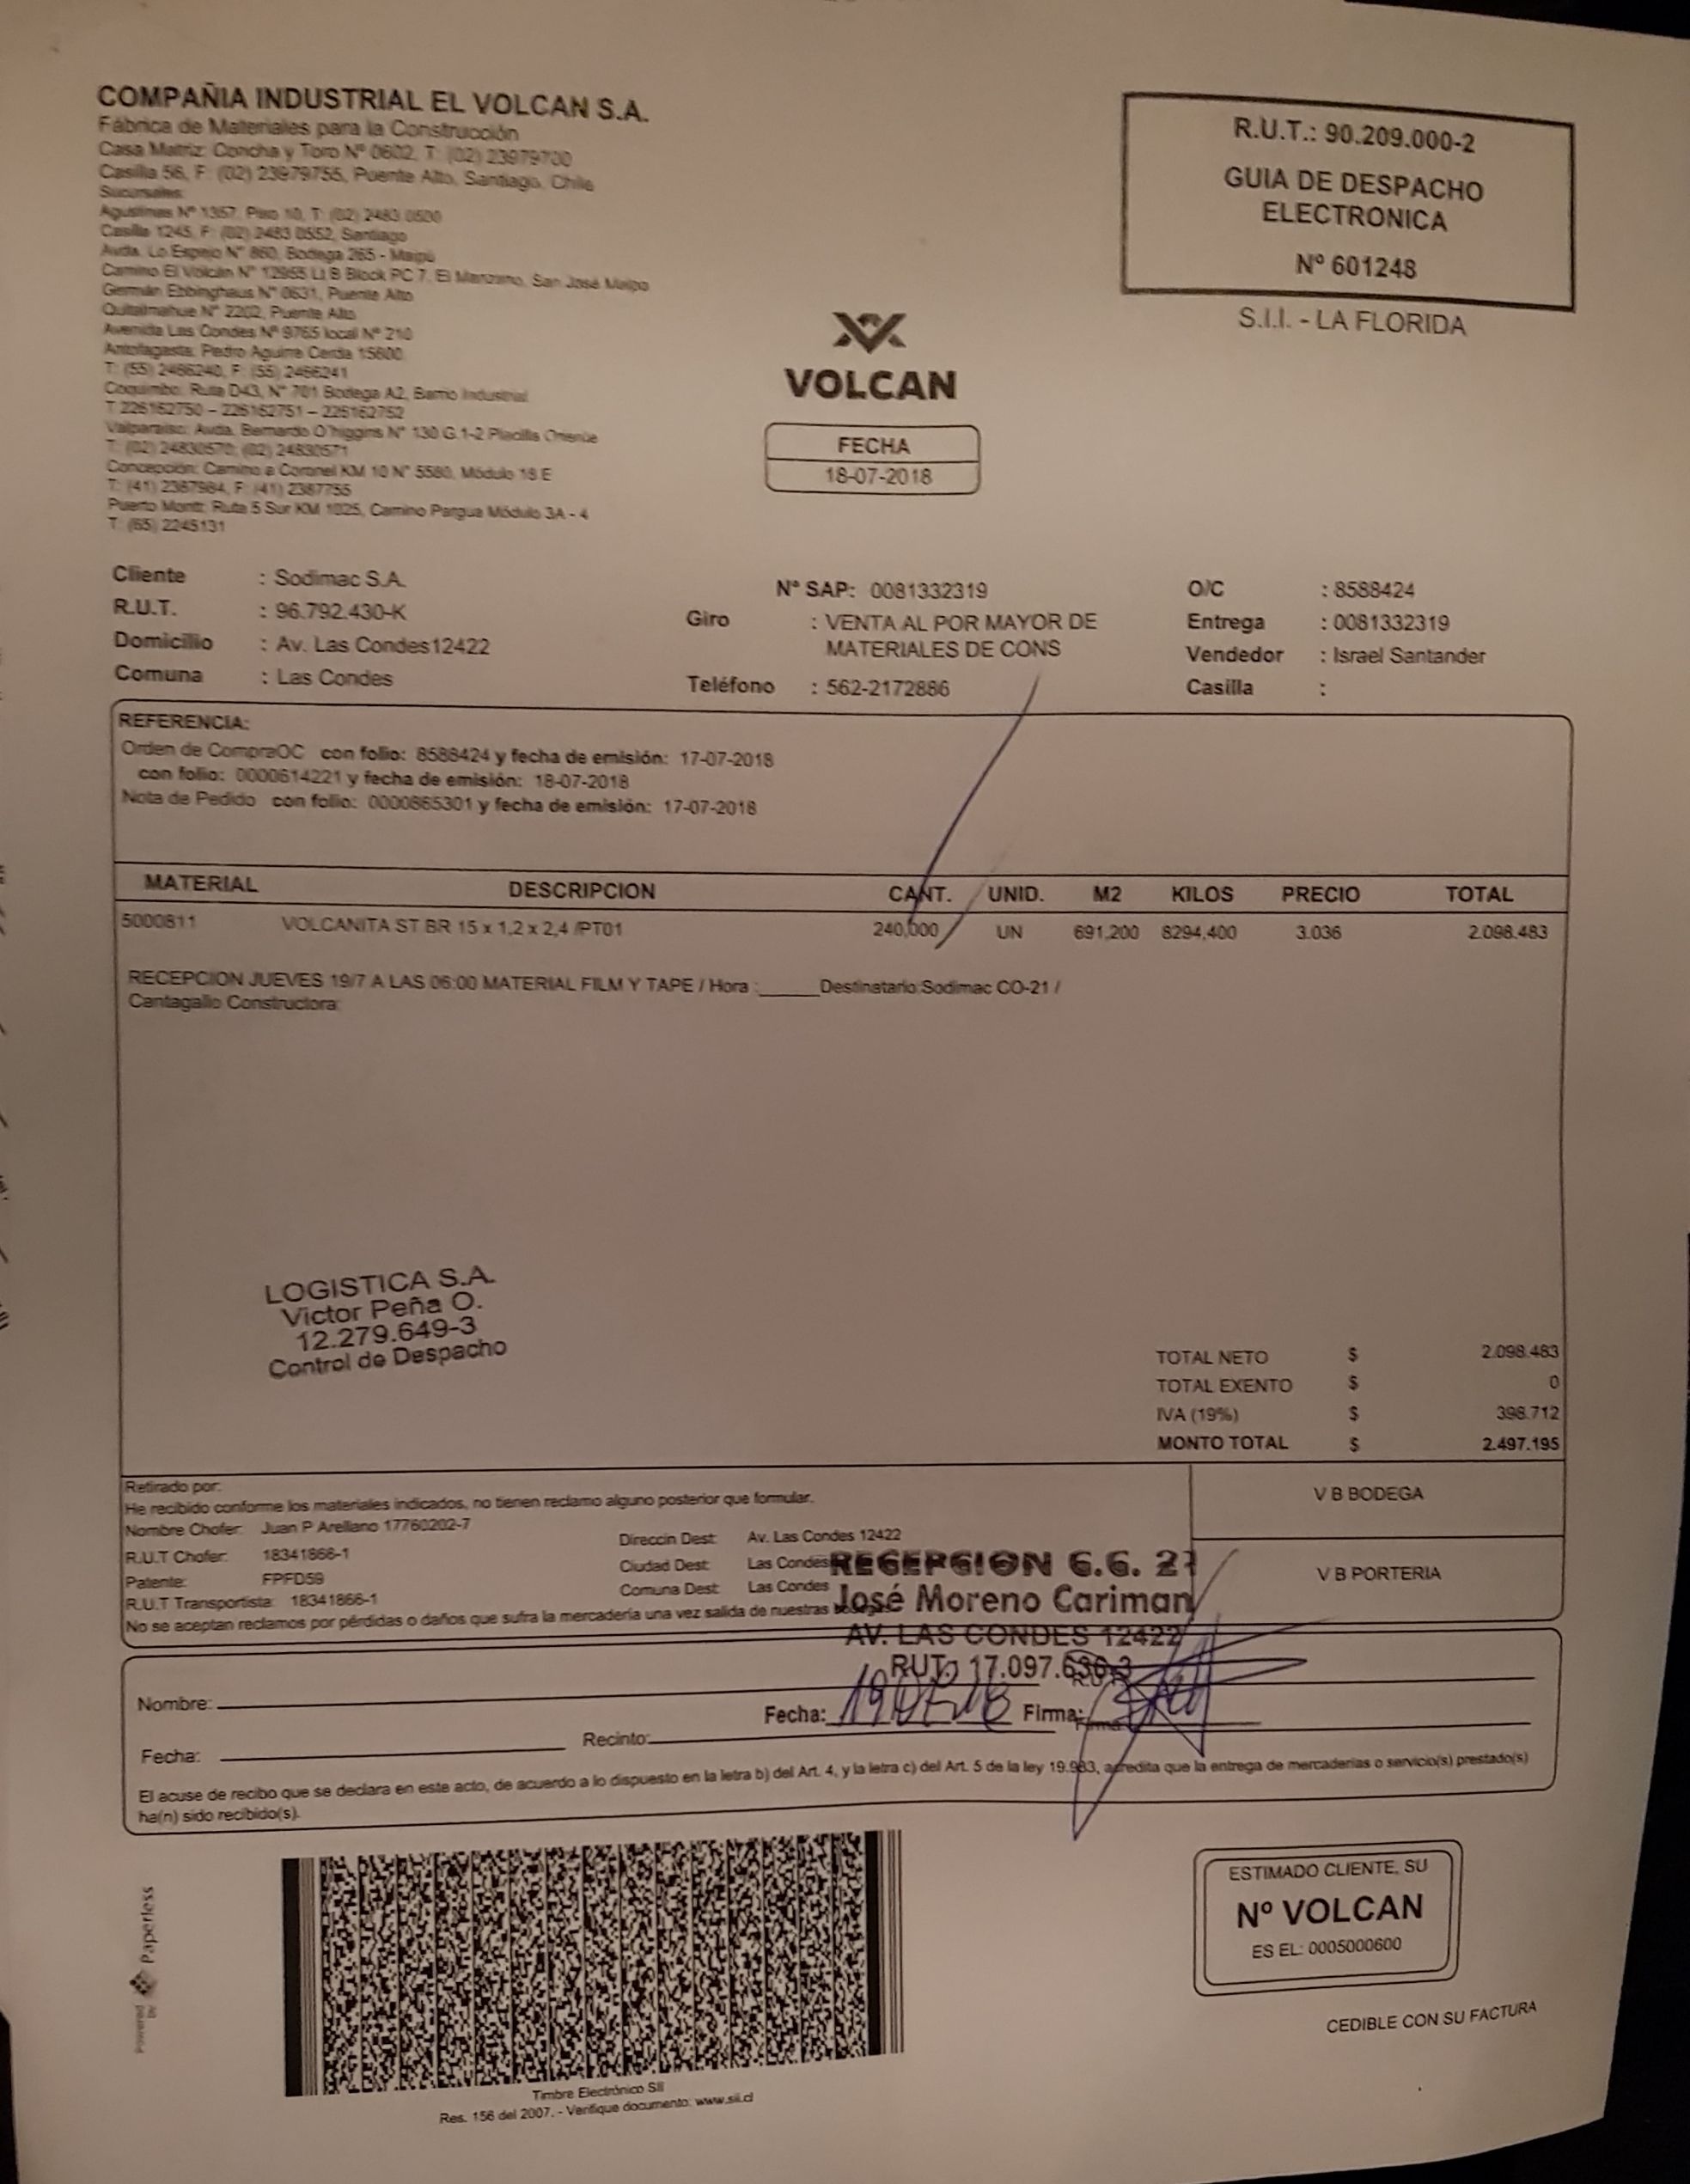 COMPAÑIA INDUSTRIAL EL VOLCAN S.A.
Fábrica de Materiales para la Construcción
Casa Matriz: Concha y Toro Nº 0602, T: (02) 23979700
Casilla 56, F: (02) 23979755, Puente Alto, Santiago, Chile
Sucursales:
Agustinas Nº 1357, Piso 10, T: (02) 2483 0500
Casilla 1245, F: (02) 2483 0552, Santiago
Avda. Lo Espejo N° 860, Bodega 265 - Maipú
Camino El Volcán N° 12955 Lt B Block PC 7, El Manzano, San José Maipo
Germán Ebbinghaus N° 0631, Puente Alto
Quitalmahue N° 2202, Puente Alto
Avenida Las Condes Nº 9765 local Nº 210
Antofagasta: Pedro Aguirre Cerda 15600
T: (55) 2466240, F: (55) 2466241
Coquimbo: Ruta D43, N° 701 Bodega A2, Barrio Industrial
T 226162750 – 226162751 – 226162752
Valparaíso: Avda. Bernardo O'higgins N° 130 G.1-2 Placilla Oriente
T: (02) 24830570; (02) 24830571
Concepción: Camino a Coronel KM 10 N° 5580, Módulo 18 E
T: (41) 2387984, F: (41) 2387755
Puerto Montt: Ruta 5 Sur KM 1025, Camino Pargua Módulo 3A - 4
T: (65) 2245131
R.U.T.: 90.209.000-2
GUIA DE DESPACHO
ELECTRONICA
Nº 601248
S.I.I. - LA FLORIDA
VOLCAN
FECHA
18-07-2018
Cliente : Sodimac S.A.
R.U.T. : 96.792.430-K
Domicilio : Av. Las Condes12422
Comuna : Las Condes
N° SAP: 0081332319
Giro : VENTA AL POR MAYOR DE
MATERIALES DE CONS
Teléfono : 562-2172886
O/C : 8588424
Entrega : 0081332319
Vendedor : Israel Santander
Casilla :
REFERENCIA:
Orden de CompraOC con folio: 8588424 y fecha de emisión: 17-07-2018
con folio: 0000614221 y fecha de emisión: 18-07-2018
Nota de Pedido con folio: 0000865301 y fecha de emisión: 17-07-2018
MATERIAL DESCRIPCION CANT. UNID. M2 KILOS PRECIO TOTAL
5000811 VOLCANITA ST BR 15 x 1,2 x 2,4 /PT01 240,000 UN 691,200 8294,400 3.036 2.098.483
RECEPCION JUEVES 19/7 A LAS 06:00 MATERIAL FILM Y TAPE / Hora :______Destinatario:Sodimac CO-21 /
Cantagallo Constructora:
LOGISTICA S.A.
Victor Peña O.
12.279.649-3
Control de Despacho
TOTAL NETO $ 2.098.483
TOTAL EXENTO $ 0
IVA (19%) $ 398.712
MONTO TOTAL $ 2.497.195
Retirado por:
He recibido conforme los materiales indicados, no tienen reclamo alguno posterior que formular.
Nombre Chofer: Juan P Arellano 17760202-7
R.U.T Chofer: 18341866-1
Patente: FPFD59
R.U.T Transportista: 18341866-1
Direccin Dest: Av. Las Condes 12422
Ciudad Dest: Las Condes
Comuna Dest: Las Condes
No se aceptan reclamos por pérdidas o daños que sufra la mercadería una vez salida de nuestras
V B BODEGA
V B PORTERIA
RECEPCION C.C. 21
José Moreno Cariman
AV. LAS CONDES 12422
RUT: 17.097.
Nombre:
Fecha: 19 07 18 Firma:
Fecha: Recinto:
El acuse de recibo que se declara en este acto, de acuerdo a lo dispuesto en la letra b) del Art. 4, y la letra c) del Art. 5 de la ley 19.983, acredita que la entrega de mercaderías o servicio(s) prestado(s)
ha(n) sido recibido(s).
Powered by Paperless
Timbre Electrónico SII
Res. 156 del 2007. - Verifique documento: www.sii.cl
ESTIMADO CLIENTE, SU
Nº VOLCAN
ES EL: 0005000600
CEDIBLE CON SU FACTURA